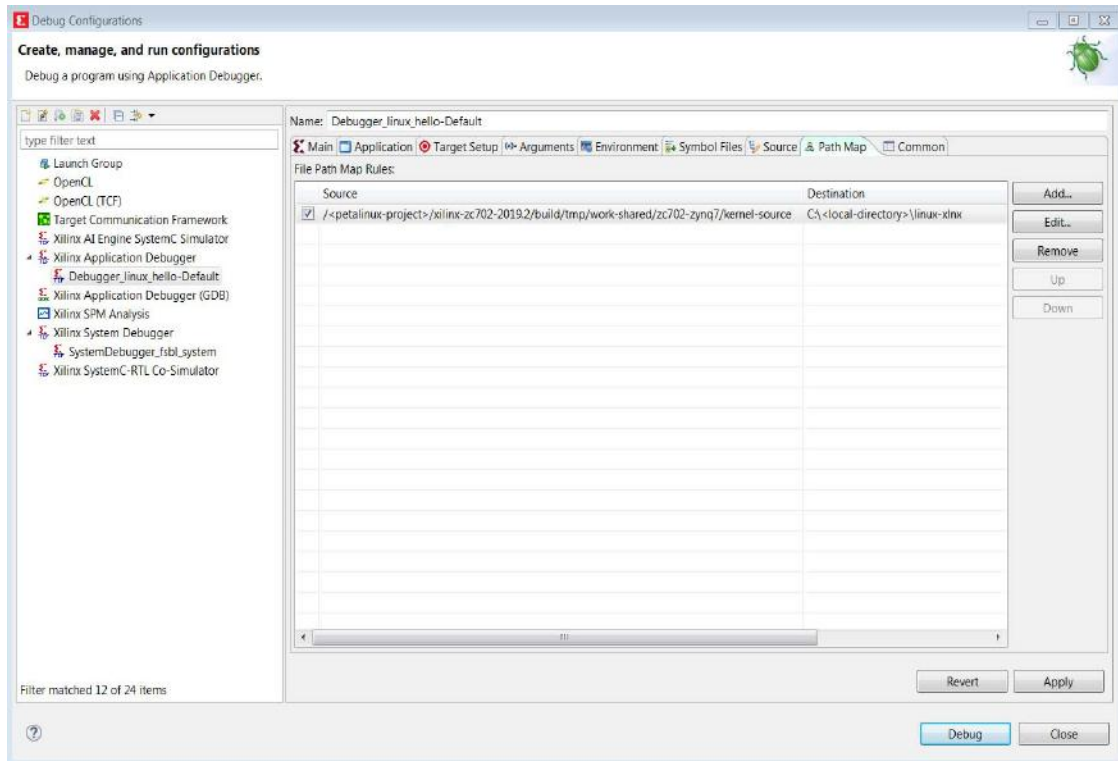 Debug Configurations
Create, manage, and run configurations
Debug a program using Application Debugger.
type filter text
Launch Group
OpenCL
OpenCL (TCF)
Target Communication Framework
Xilinx AI Engine SystemC Simulator
Xilinx Application Debugger
Debugger_linux_hello-Default
Xilinx Application Debugger (GDB)
Xilinx SPM Analysis
Xilinx System Debugger
SystemDebugger_fsbl_system
Xilinx SystemC-RTL Co-Simulator
Filter matched 12 of 24 items
Name: Debugger_linux_hello-Default
Main Application Target Setup Arguments Environment Symbol Files Source Path Map Common
File Path Map Rules:
Source Destination
/<petalinux-project>/xilinx-zc702-2019.2/build/tmp/work-shared/zc702-zynq7/kernel-source C:\<local-directory>\linux-xlnx
Add...
Edit...
Remove
Up
Down
Revert Apply
Debug Close